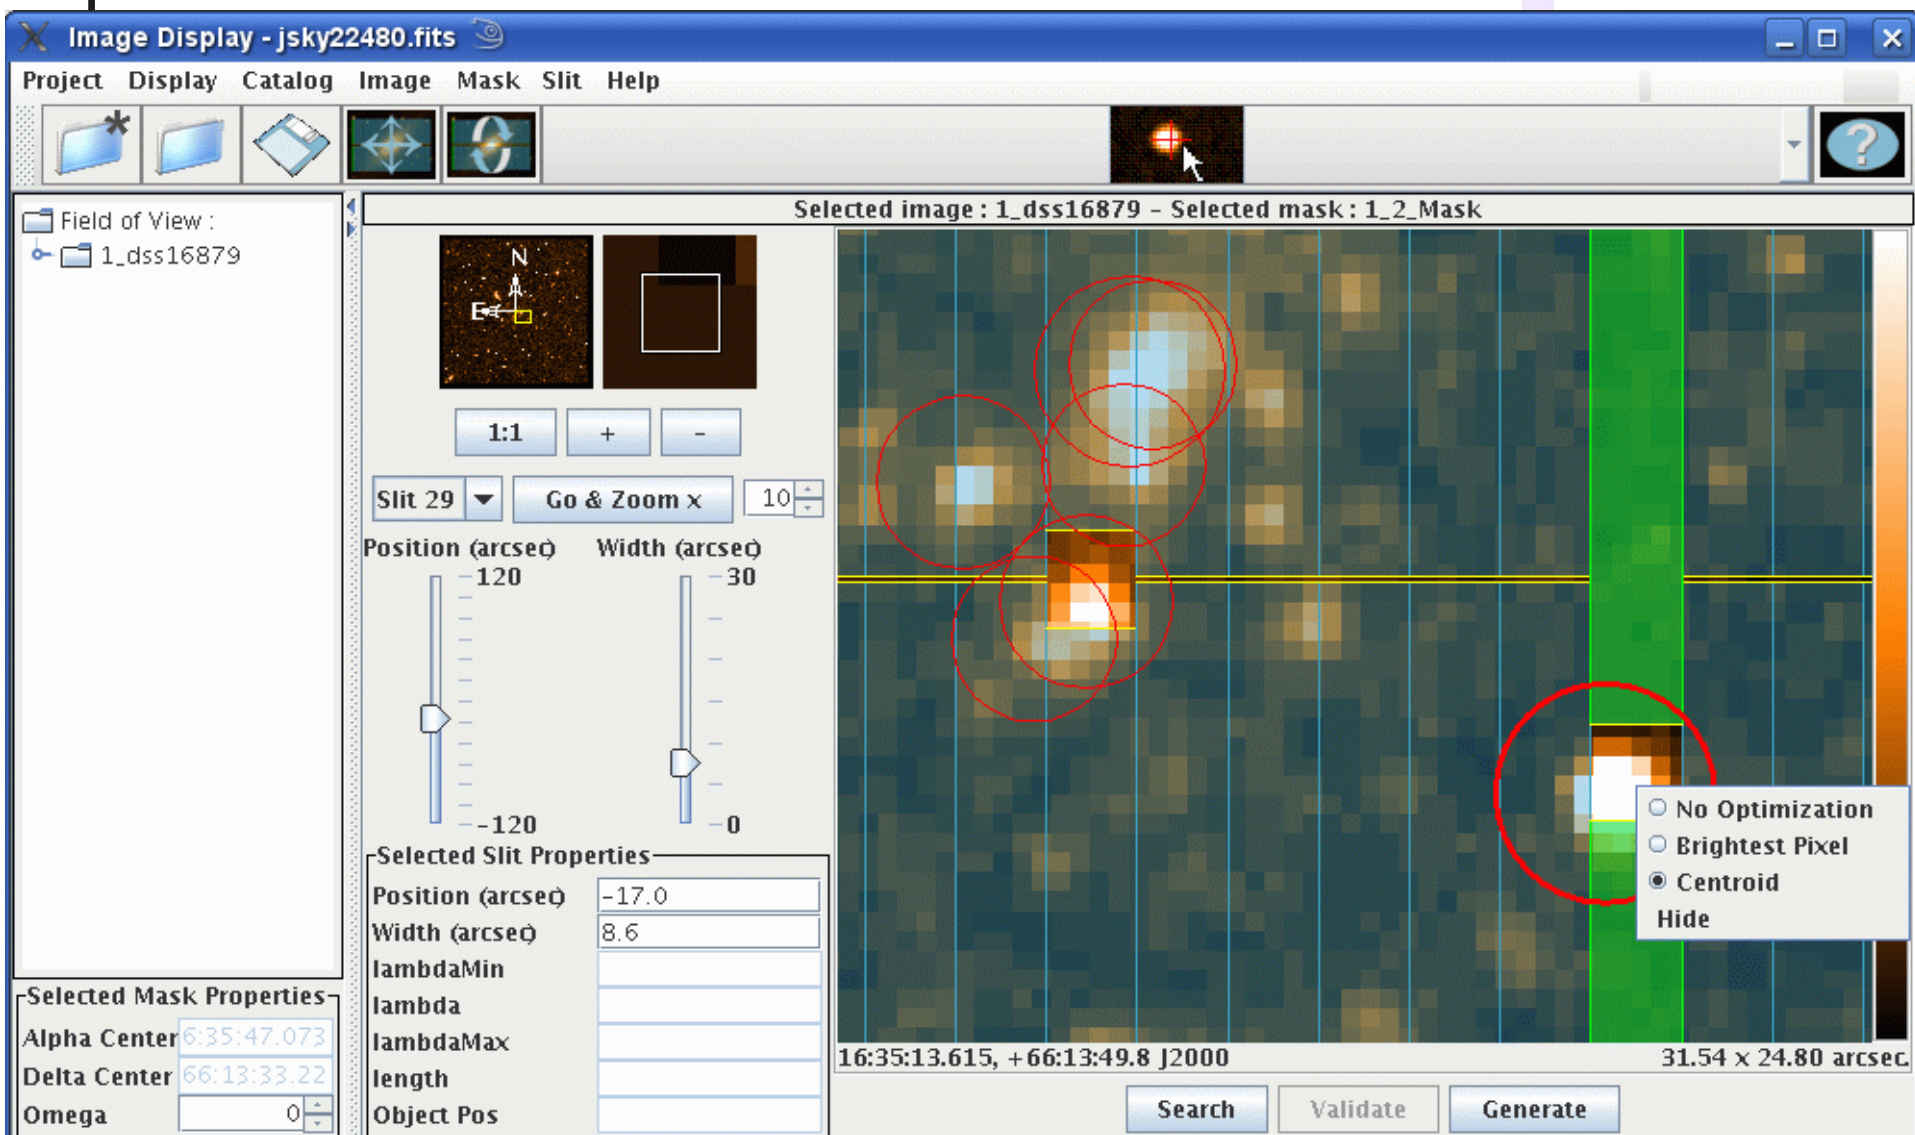 Image Display - jsky22480.fits
Project Display Catalog Image Mask Slit Help
Selected image : 1_dss16879 - Selected mask : 1_2_Mask
Field of View :
1_dss16879
N
E
1:1 + -
Slit 29 Go & Zoom x 10
Position (arcsec) Width (arcsec)
120 30
-120 0
Selected Slit Properties
Position (arcsec) -17.0
Width (arcsec) 8.6
lambdaMin
lambda
lambdaMax
length
Object Pos
Selected Mask Properties
Alpha Center 6:35:47.073
Delta Center 66:13:33.22
Omega 0
No Optimization
Brightest Pixel
Centroid
Hide
16:35:13.615, +66:13:49.8 J2000 31.54 x 24.80 arcsec.
Search Validate Generate